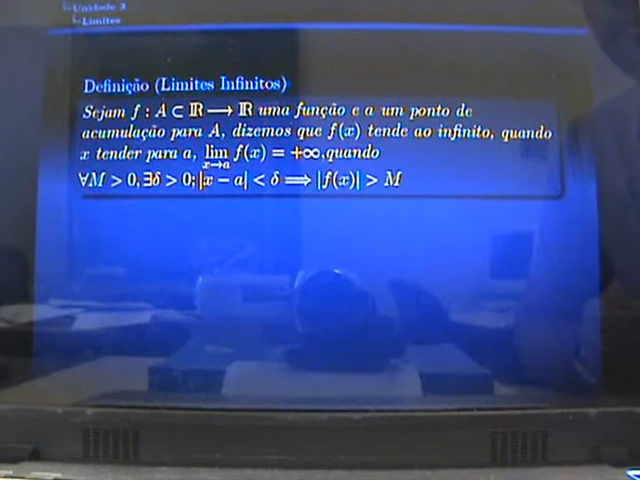 Unidade 3
Limites
Definição (Limites Infinitos)
Sejam f : A ⊂ ℝ ⟶ ℝ uma função e a um ponto de
acumulação para A, dizemos que f(x) tende ao infinito, quando
x tender para a, lim x→a f(x) = +∞,quando
∀M > 0, ∃δ > 0; |x − a| < δ ⟹ |f(x)| > M